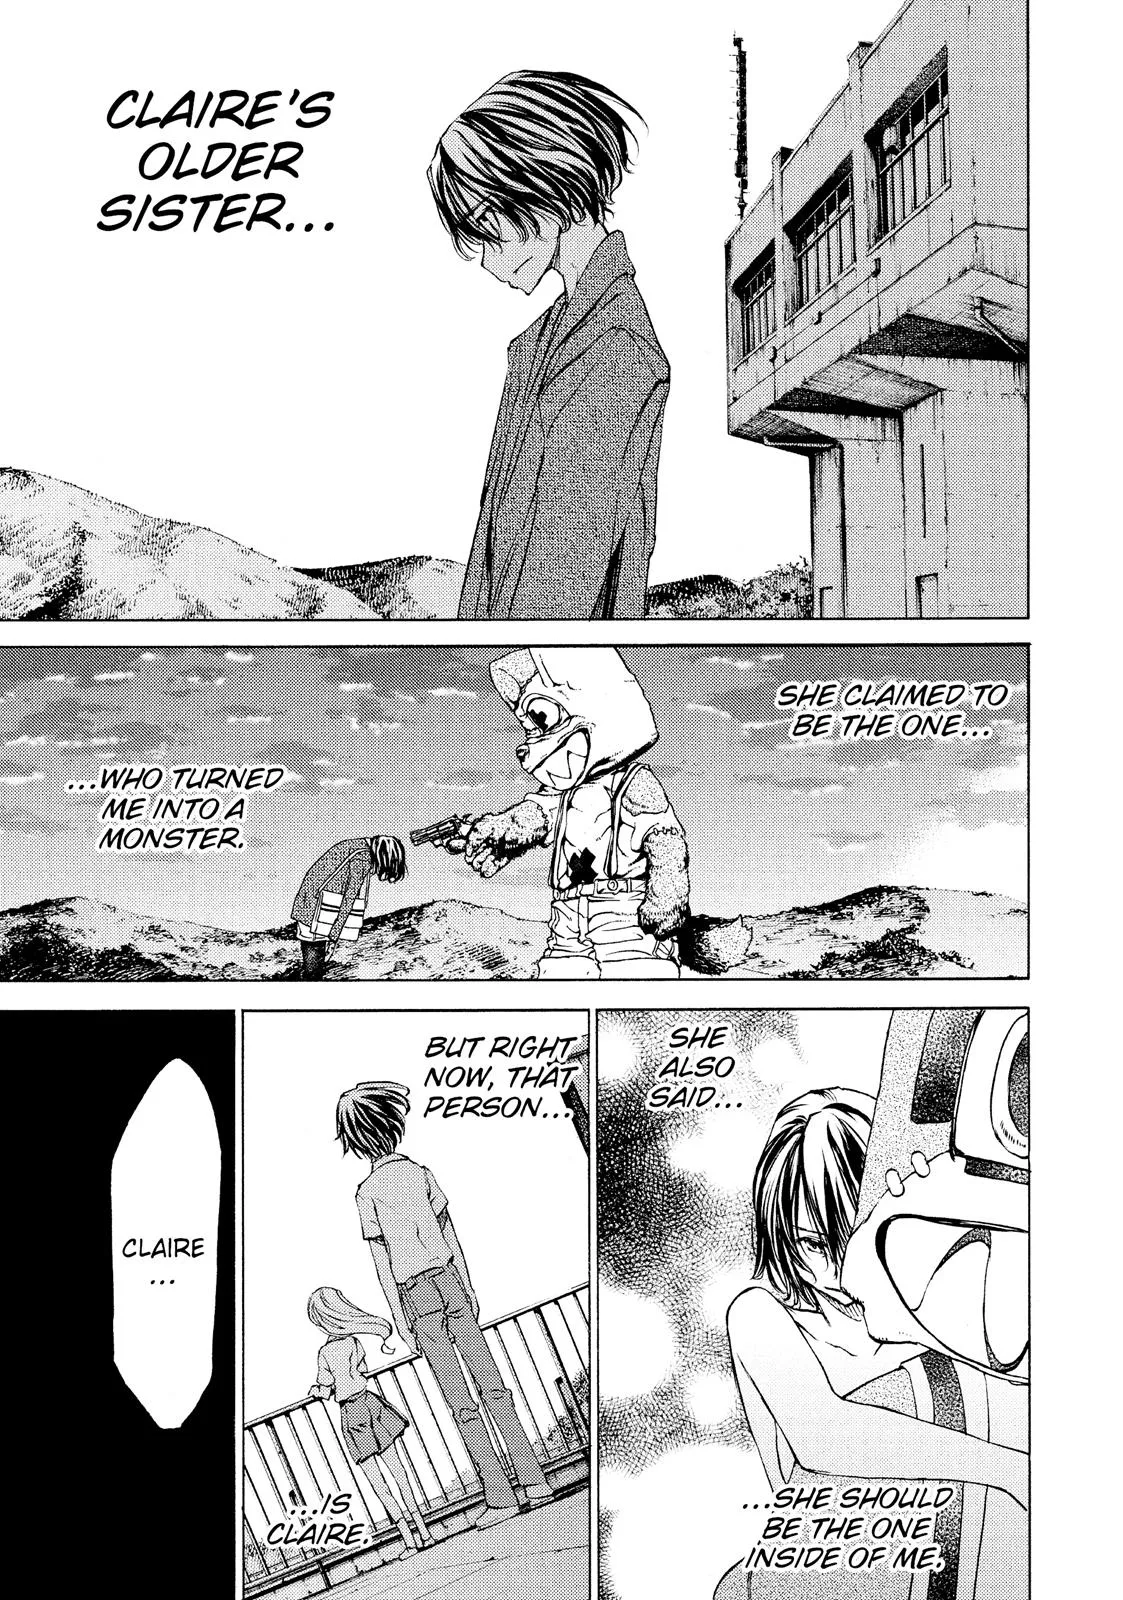 CLAIRE'S
OLDER
SISTER...
SHE CLAIMED TO
BE THE ONE...
...WHO TURNED
ME INTO A
MONSTER.
SHE
ALSO
SAID...
...SHE SHOULD
BE THE ONE
INSIDE OF ME.
BUT RIGHT
NOW, THAT
PERSON...
...IS
CLAIRE.
CLAIRE
...